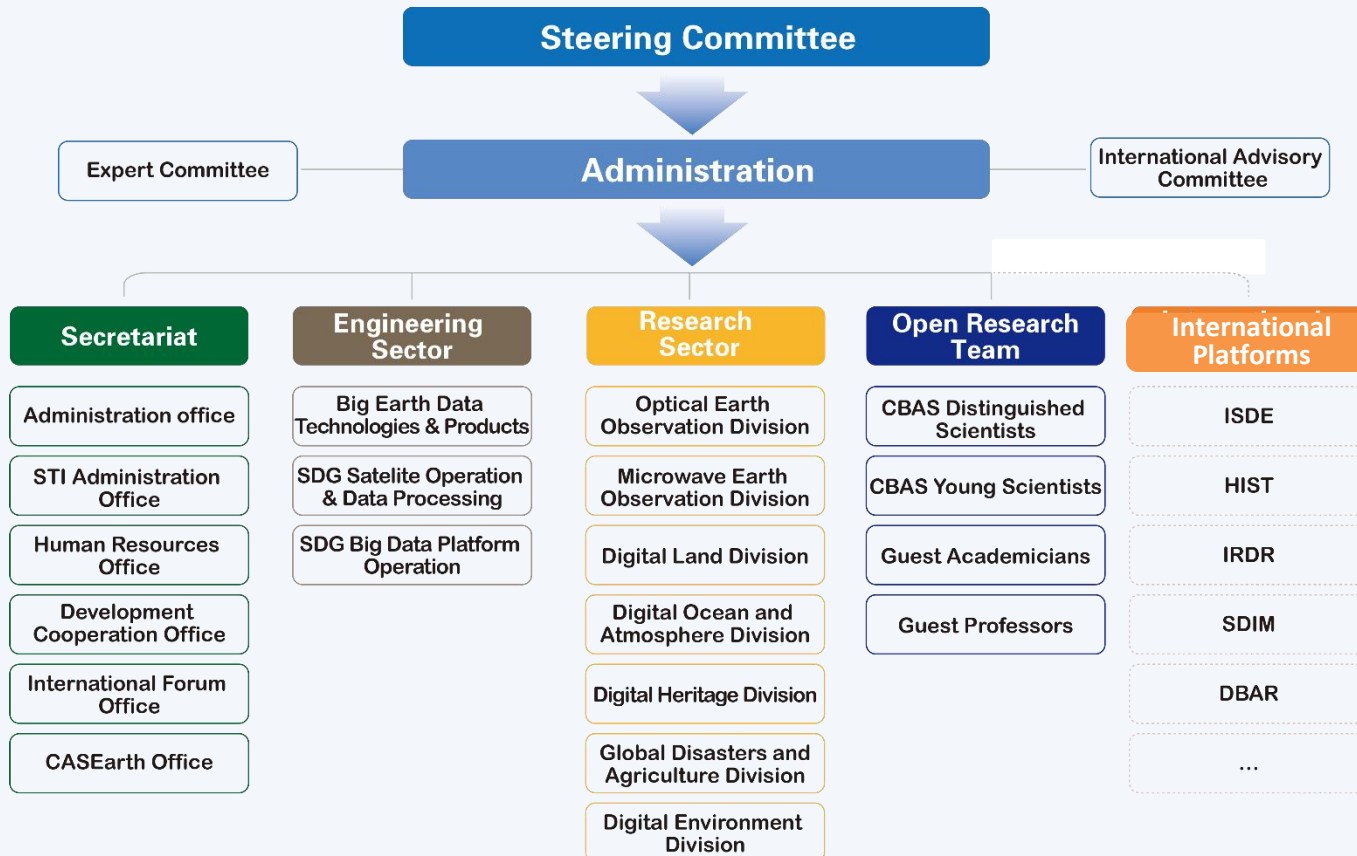 Steering Committee
Expert Committee
Administration
International Advisory
Committee
Secretariat
Engineering
Sector
Research
Sector
Open Research
Team
International
Platforms
Administration office
STI Administration
Office
Human Resources
Office
Development
Cooperation Office
International Forum
Office
CASEarth Office
Big Earth Data
Technologies & Products
SDG Satelite Operation
& Data Processing
SDG Big Data Platform
Operation
Optical Earth
Observation Division
Microwave Earth
Observation Division
Digital Land Division
Digital Ocean and
Atmosphere Division
Digital Heritage Division
Global Disasters and
Agriculture Division
Digital Environment
Division
CBAS Distinguished
Scientists
CBAS Young Scientists
Guest Academicians
Guest Professors
ISDE
HIST
IRDR
SDIM
DBAR
...